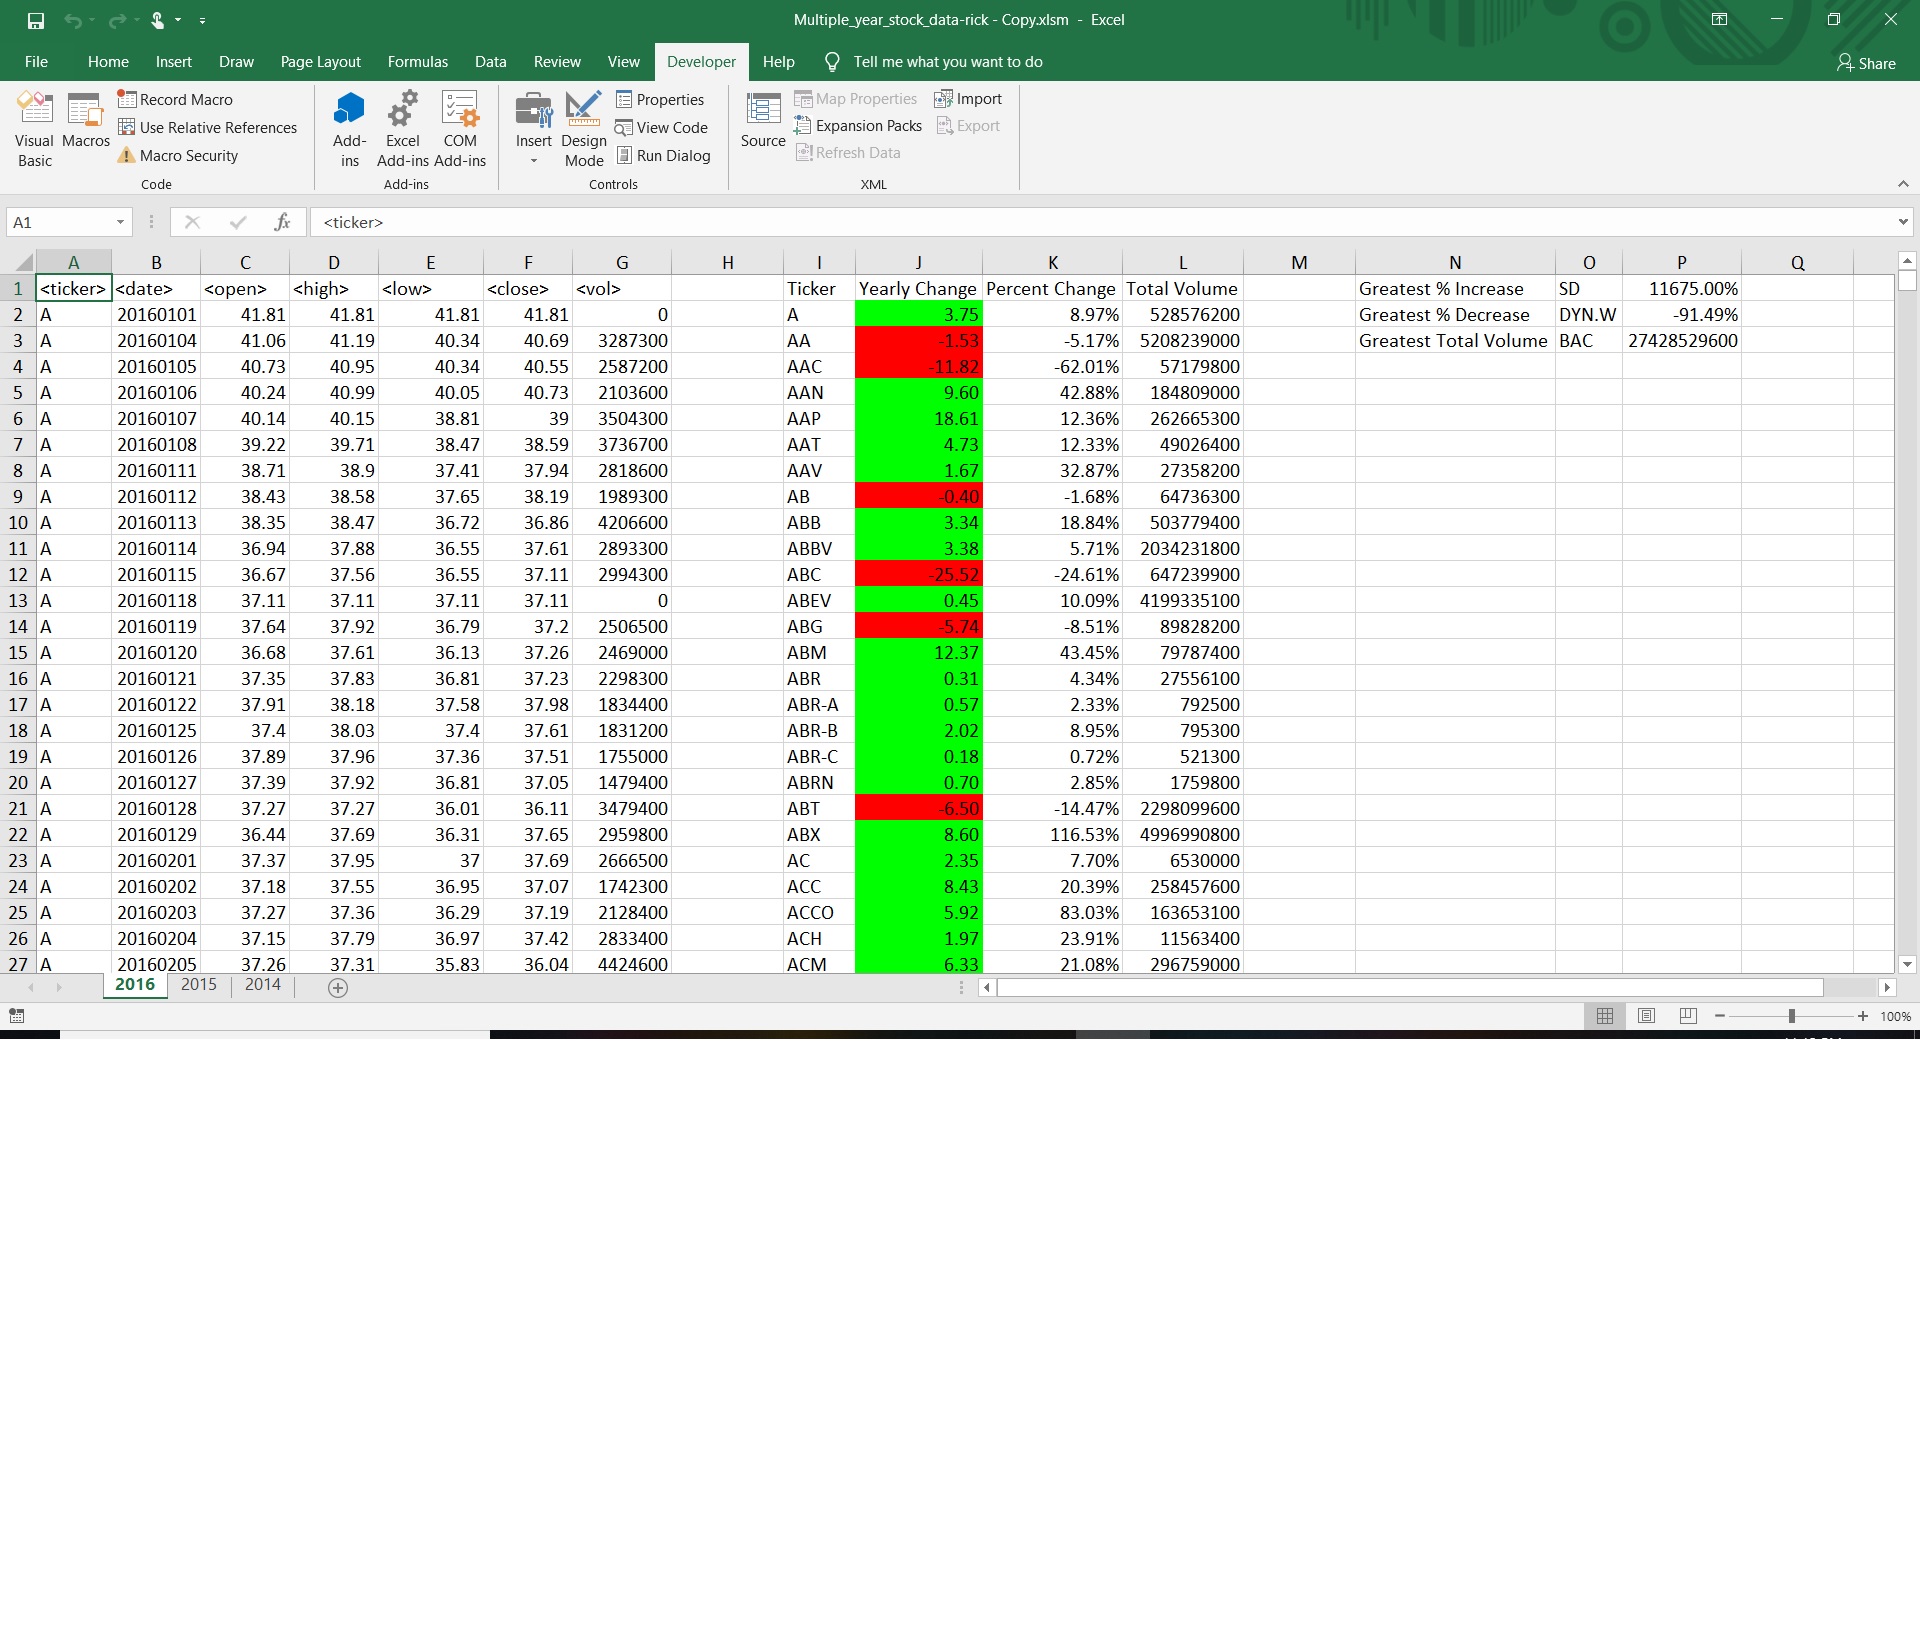 Multiple_year_stock_data-rick - Copy.xlsm - Excel
File Home Insert Draw Page Layout Formulas Data Review View Developer Help Tell me what you want to do Share
Visual Basic
Macros
Record Macro
Use Relative References
Macro Security
Code
Add-ins
Excel Add-ins
COM Add-ins
Add-ins
Insert
Design Mode
Properties
View Code
Run Dialog
Controls
Source
Map Properties
Expansion Packs
Refresh Data
Import
Export
XML
A1 fx <ticker>
A B C D E F G H I J K L M N O P Q
1 <ticker> <date> <open> <high> <low> <close> <vol> Ticker Yearly Change Percent Change Total Volume Greatest % Increase SD 11675.00%
2 A 20160101 41.81 41.81 41.81 41.81 0 A 3.75 8.97% 528576200 Greatest % Decrease DYN.W -91.49%
3 A 20160104 41.06 41.19 40.34 40.69 3287300 AA -1.53 -5.17% 5208239000 Greatest Total Volume BAC 27428529600
4 A 20160105 40.73 40.95 40.34 40.55 2587200 AAC -11.82 -62.01% 57179800
5 A 20160106 40.24 40.99 40.05 40.73 2103600 AAN 9.60 42.88% 184809000
6 A 20160107 40.14 40.15 38.81 39 3504300 AAP 18.61 12.36% 262665300
7 A 20160108 39.22 39.71 38.47 38.59 3736700 AAT 4.73 12.33% 49026400
8 A 20160111 38.71 38.9 37.41 37.94 2818600 AAV 1.67 32.87% 27358200
9 A 20160112 38.43 38.58 37.65 38.19 1989300 AB -0.40 -1.68% 64736300
10 A 20160113 38.35 38.47 36.72 36.86 4206600 ABB 3.34 18.84% 503779400
11 A 20160114 36.94 37.88 36.55 37.61 2893300 ABBV 3.38 5.71% 2034231800
12 A 20160115 36.67 37.56 36.55 37.11 2994300 ABC -25.52 -24.61% 647239900
13 A 20160118 37.11 37.11 37.11 37.11 0 ABEV 0.45 10.09% 4199335100
14 A 20160119 37.64 37.92 36.79 37.2 2506500 ABG -5.74 -8.51% 89828200
15 A 20160120 36.68 37.61 36.13 37.26 2469000 ABM 12.37 43.45% 79787400
16 A 20160121 37.35 37.83 36.81 37.23 2298300 ABR 0.31 4.34% 27556100
17 A 20160122 37.91 38.18 37.58 37.98 1834400 ABR-A 0.57 2.33% 792500
18 A 20160125 37.4 38.03 37.4 37.61 1831200 ABR-B 2.02 8.95% 795300
19 A 20160126 37.89 37.96 37.36 37.51 1755000 ABR-C 0.18 0.72% 521300
20 A 20160127 37.39 37.92 36.81 37.05 1479400 ABRN 0.70 2.85% 1759800
21 A 20160128 37.27 37.27 36.01 36.11 3479400 ABT -6.50 -14.47% 2298099600
22 A 20160129 36.44 37.69 36.31 37.65 2959800 ABX 8.60 116.53% 4996990800
23 A 20160201 37.37 37.95 37 37.69 2666500 AC 2.35 7.70% 6530000
24 A 20160202 37.18 37.55 36.95 37.07 1742300 ACC 8.43 20.39% 258457600
25 A 20160203 37.27 37.36 36.29 37.19 2128400 ACCO 5.92 83.03% 163653100
26 A 20160204 37.15 37.79 36.97 37.42 2833400 ACH 1.97 23.91% 11563400
27 A 20160205 37.26 37.31 35.83 36.04 4424600 ACM 6.33 21.08% 296759000
2016 2015 2014
100%